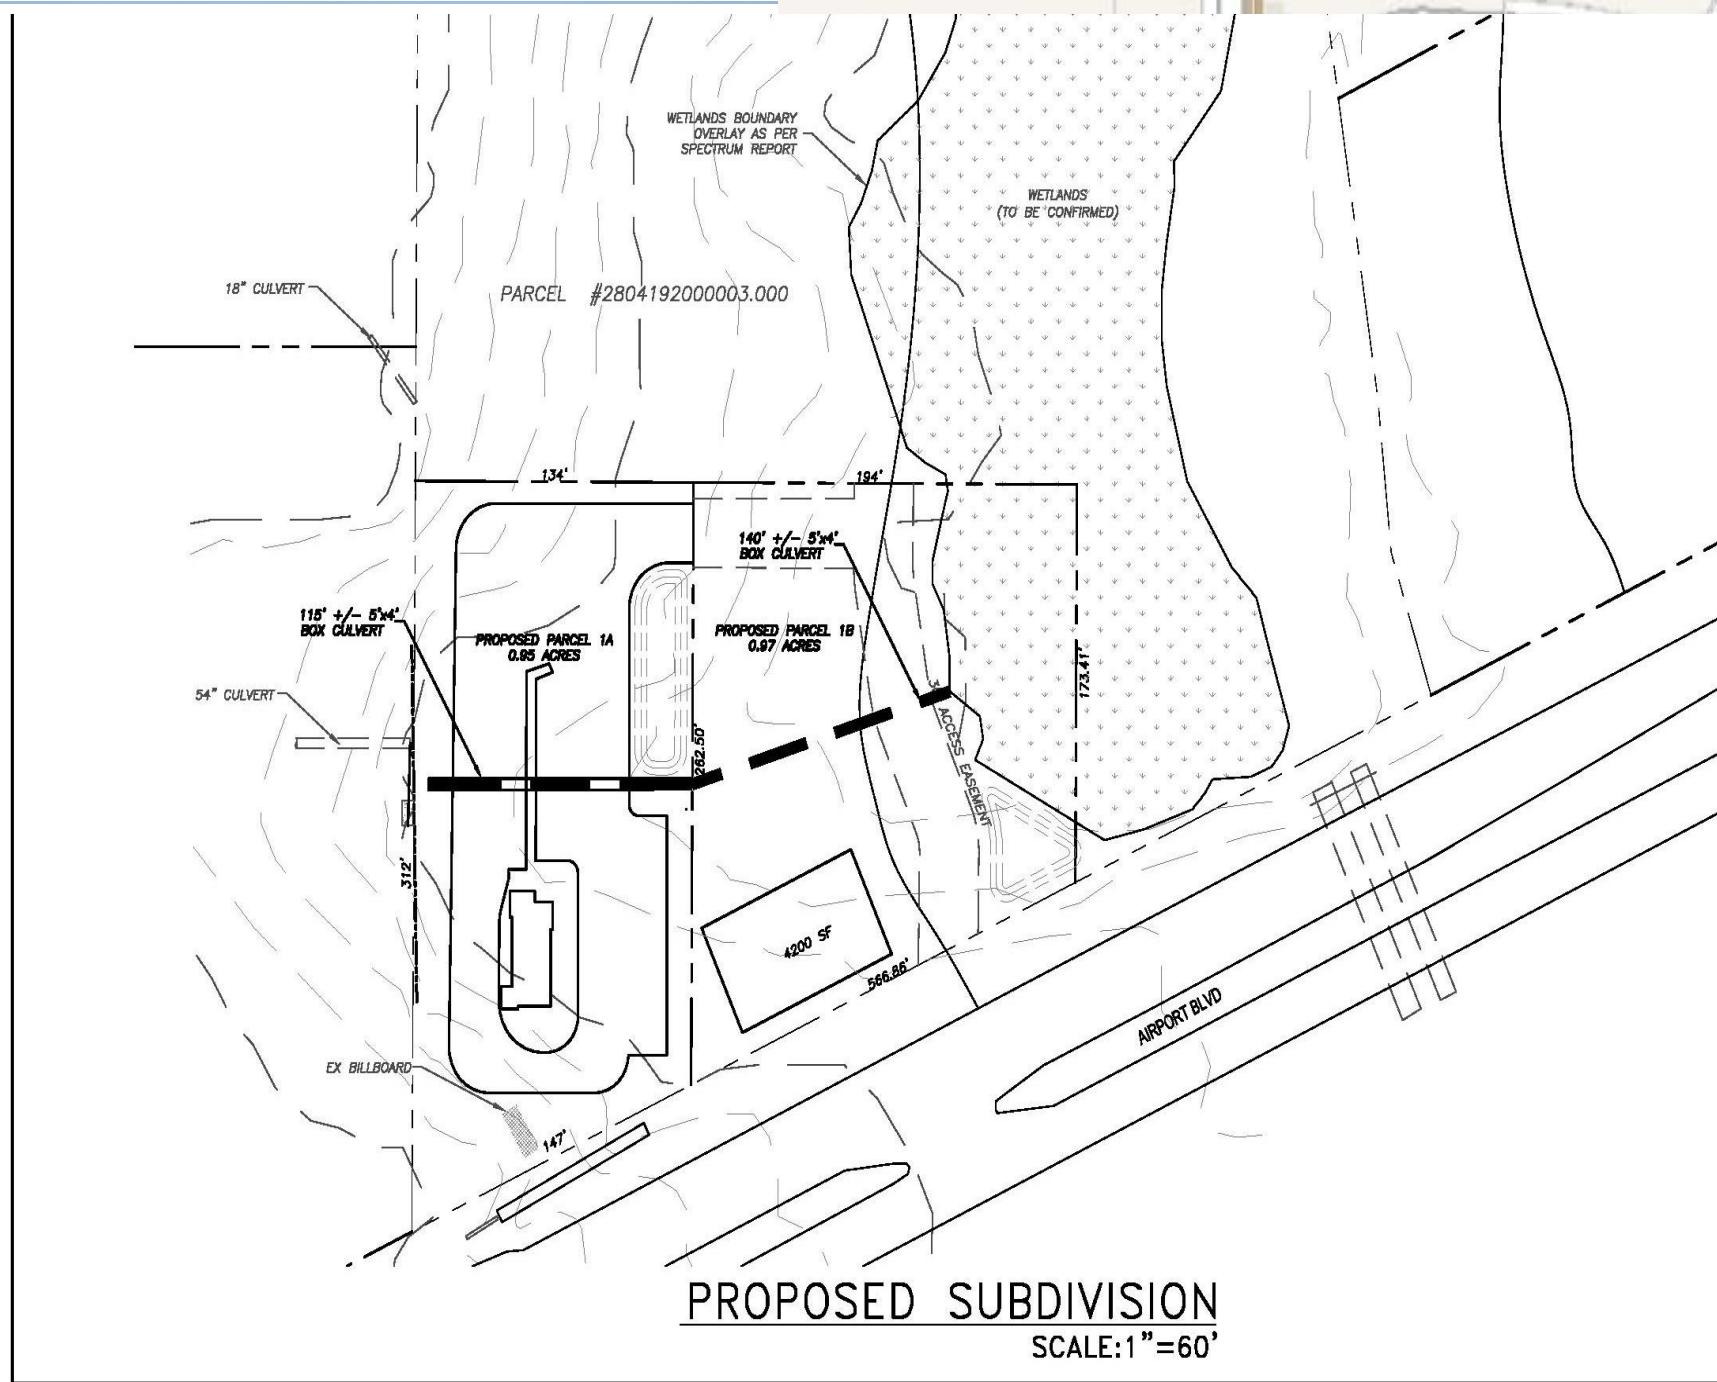 WETLANDS BOUNDARY
OVERLAY AS PER
SPECTRUM REPORT
WETLANDS
(TO BE CONFIRMED)
18" CULVERT
PARCEL #2804192000003.000
134'
194'
140' +/- 5'x4'
BOX CULVERT
115' +/- 5'x4'
BOX CULVERT
PROPOSED PARCEL 1A
0.95 ACRES
PROPOSED PARCEL 1B
0.97 ACRES
173.41'
54" CULVERT
ACCESS EASEMENT
262.50'
312'
4200 SF
566.86'
AIRPORT BLVD
EX BILLBOARD
147'
PROPOSED SUBDIVISION
SCALE:1"=60'